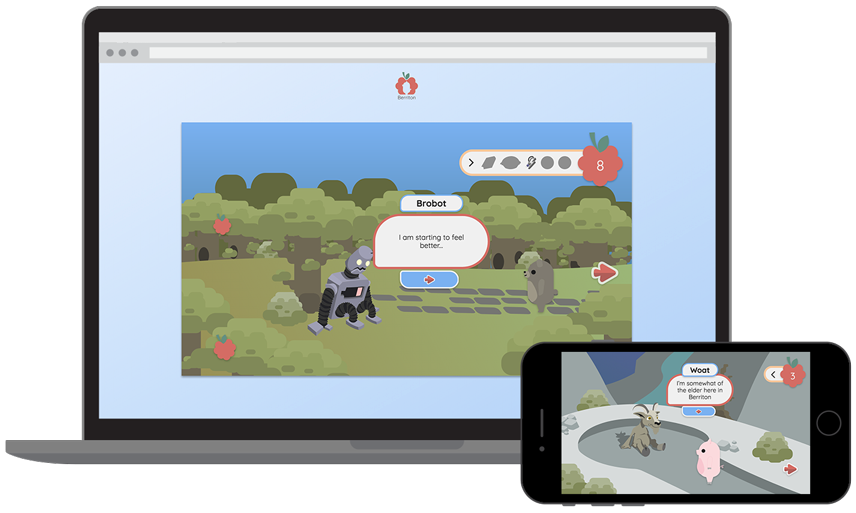 Berriton
8
Brobot
I am starting to feel
better..
Woat
3
I'm somewhat of
the elder here in
Berriton